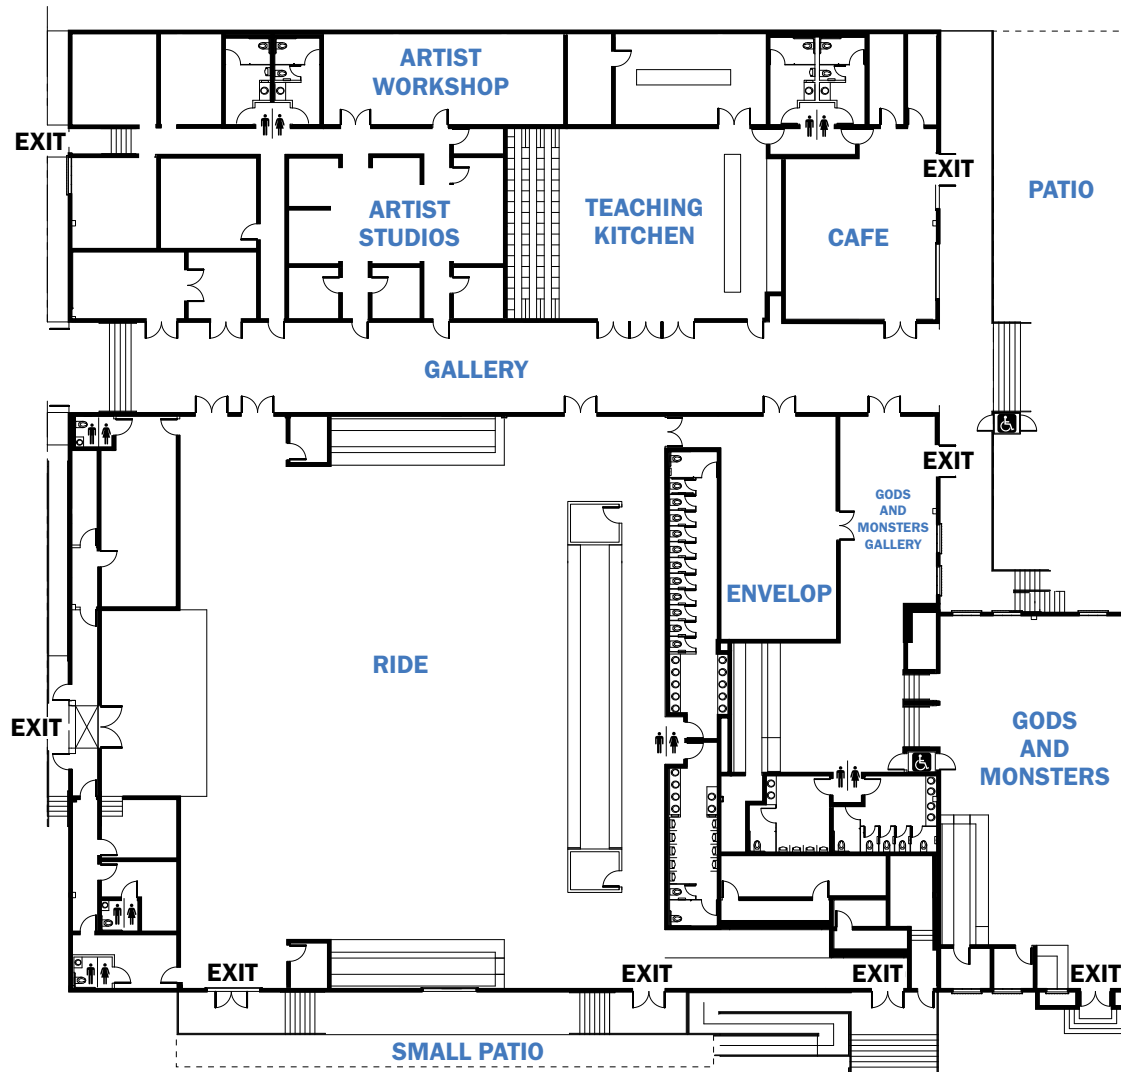 ARTIST
WORKSHOP
EXIT
EXIT
PATIO
ARTIST
STUDIOS
TEACHING
KITCHEN
CAFE
GALLERY
EXIT
GODS
AND
MONSTERS
GALLERY
ENVELOP
RIDE
EXIT
GODS
AND
MONSTERS
EXIT
EXIT
EXIT
EXIT
SMALL PATIO